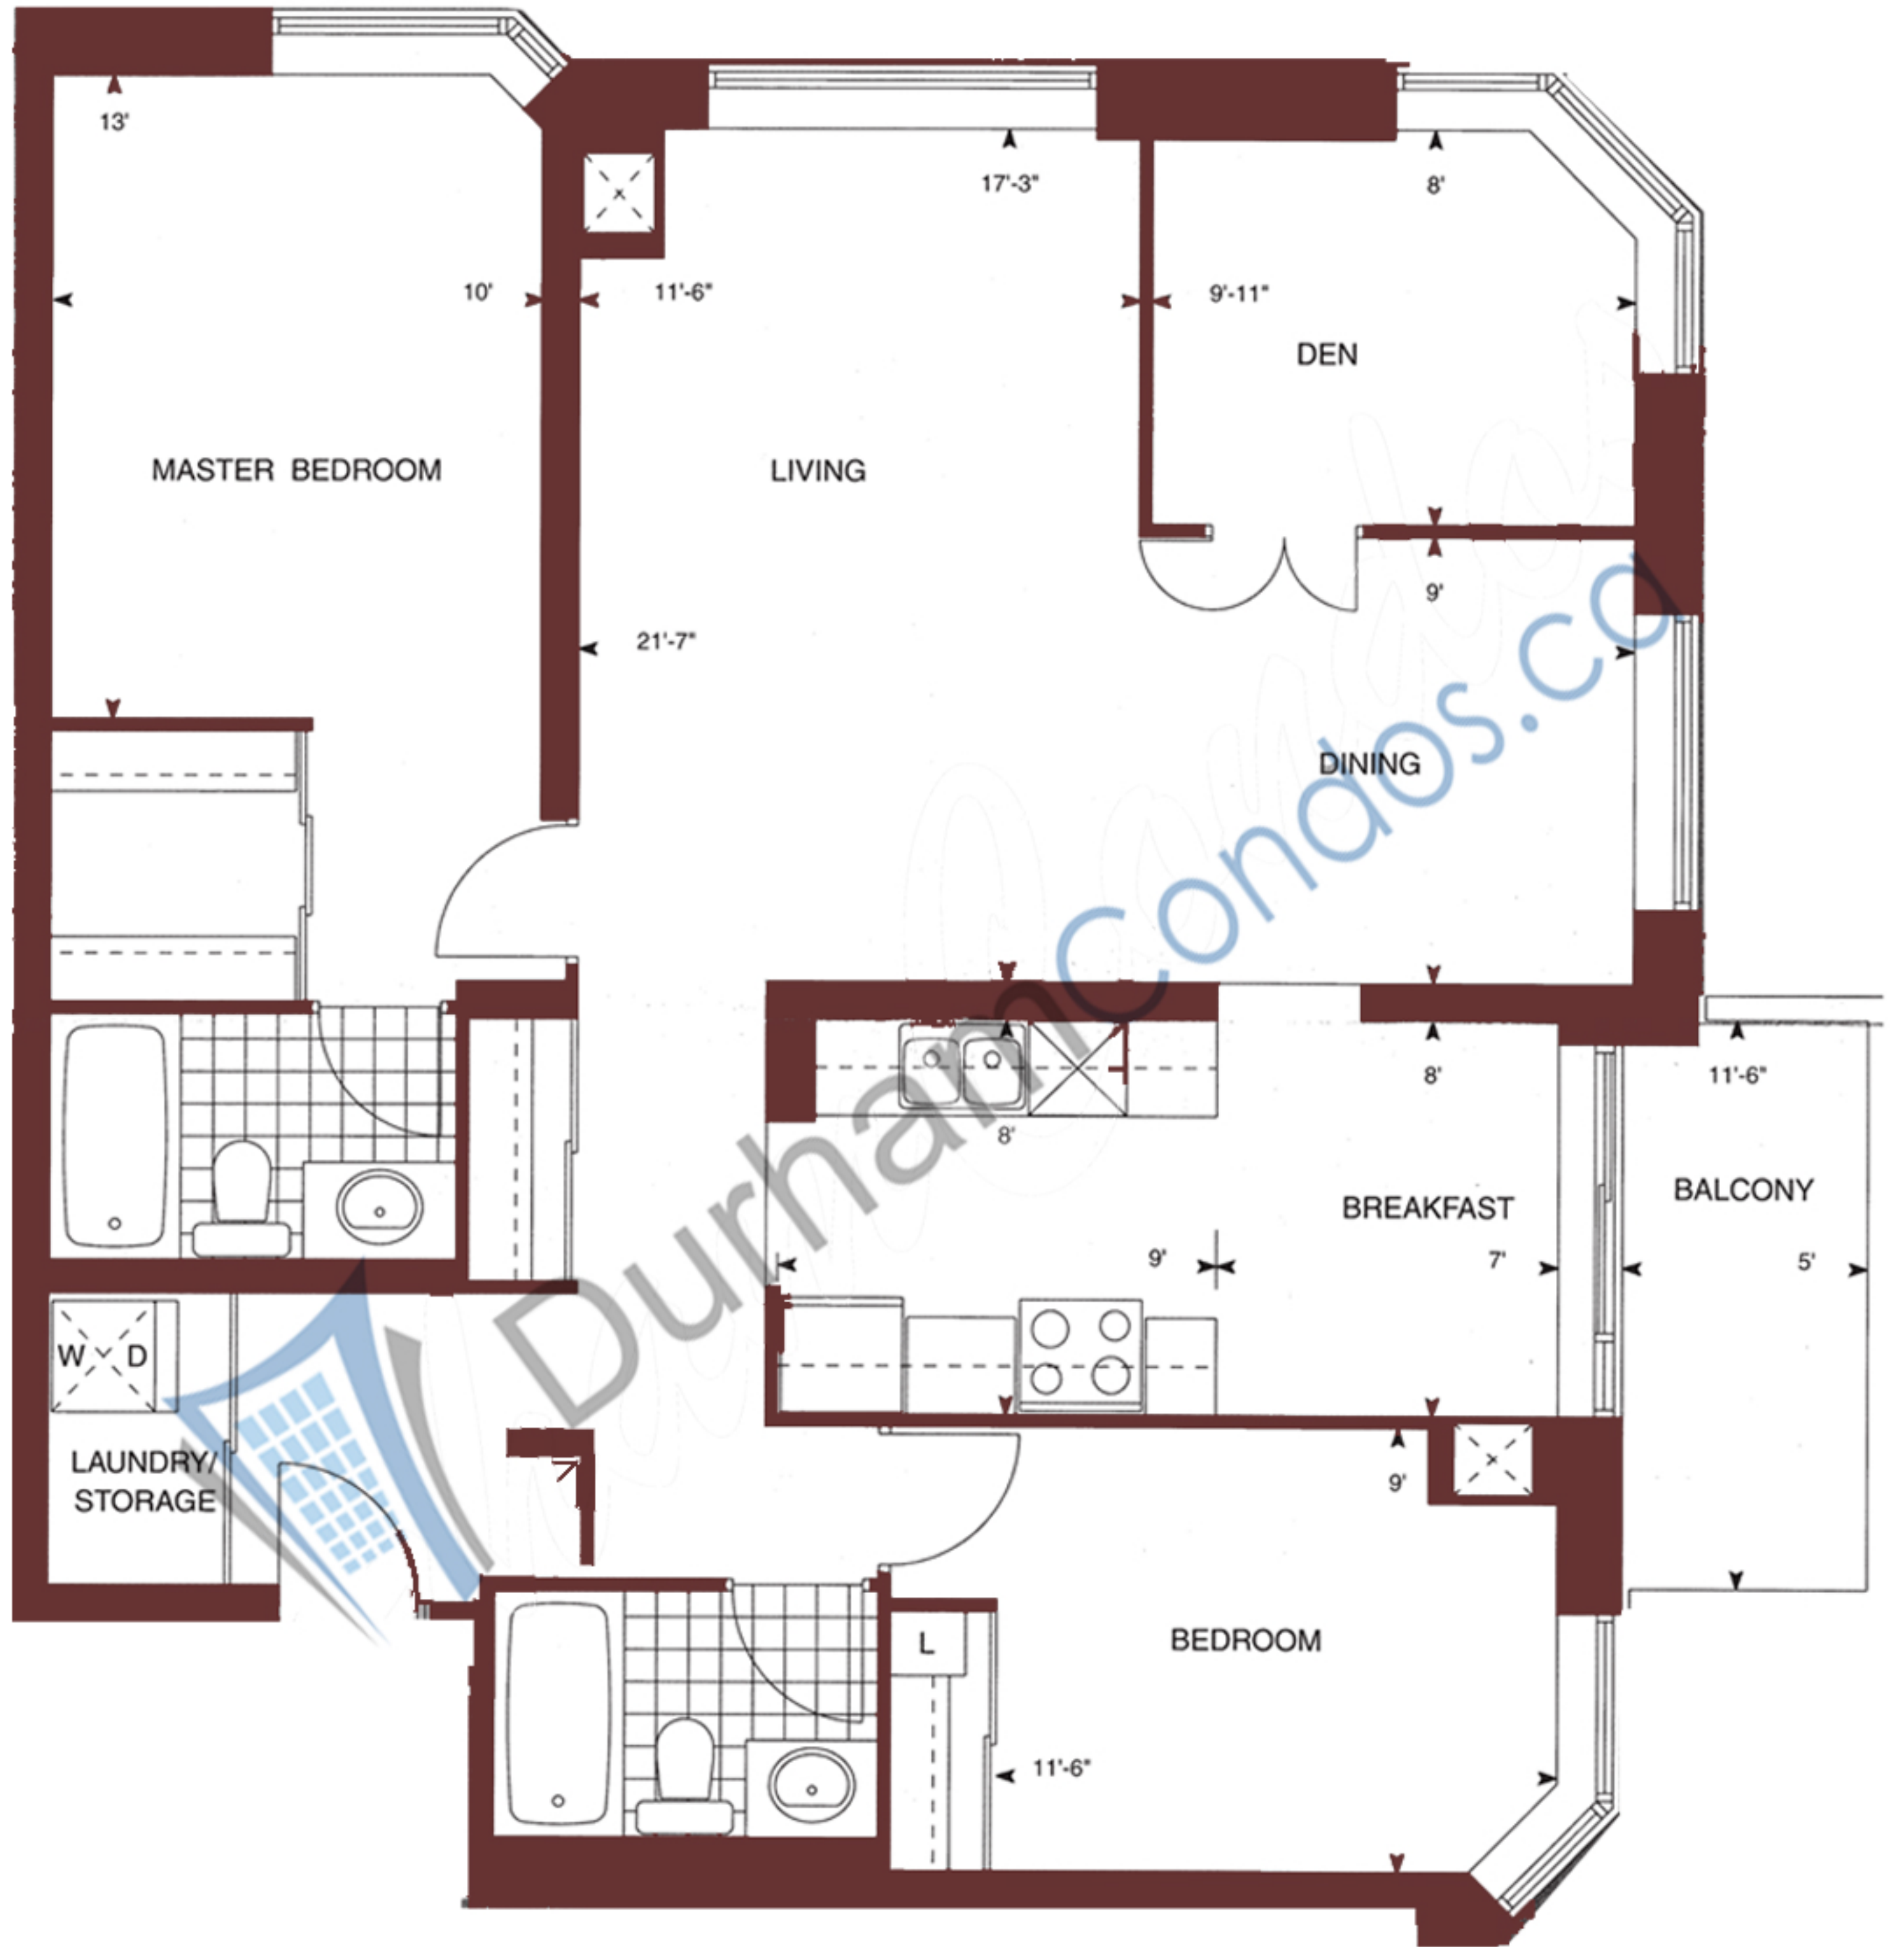 13'
17'-3"
8'
10'
11'-6"
9'-11"
DEN
MASTER BEDROOM
LIVING
9'
21'-7"
DINING
8'
11'-6"
8'
BREAKFAST
BALCONY
9'
7'
5'
W D
LAUNDRY/
STORAGE
9'
L
BEDROOM
11'-6"
DurhamCondos.ca